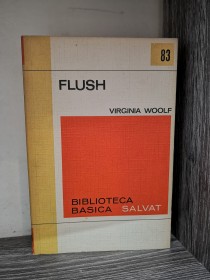 83
FLUSH
VIRGINIA WOOLF
BIBLIOTECA
BASICA SALVAT